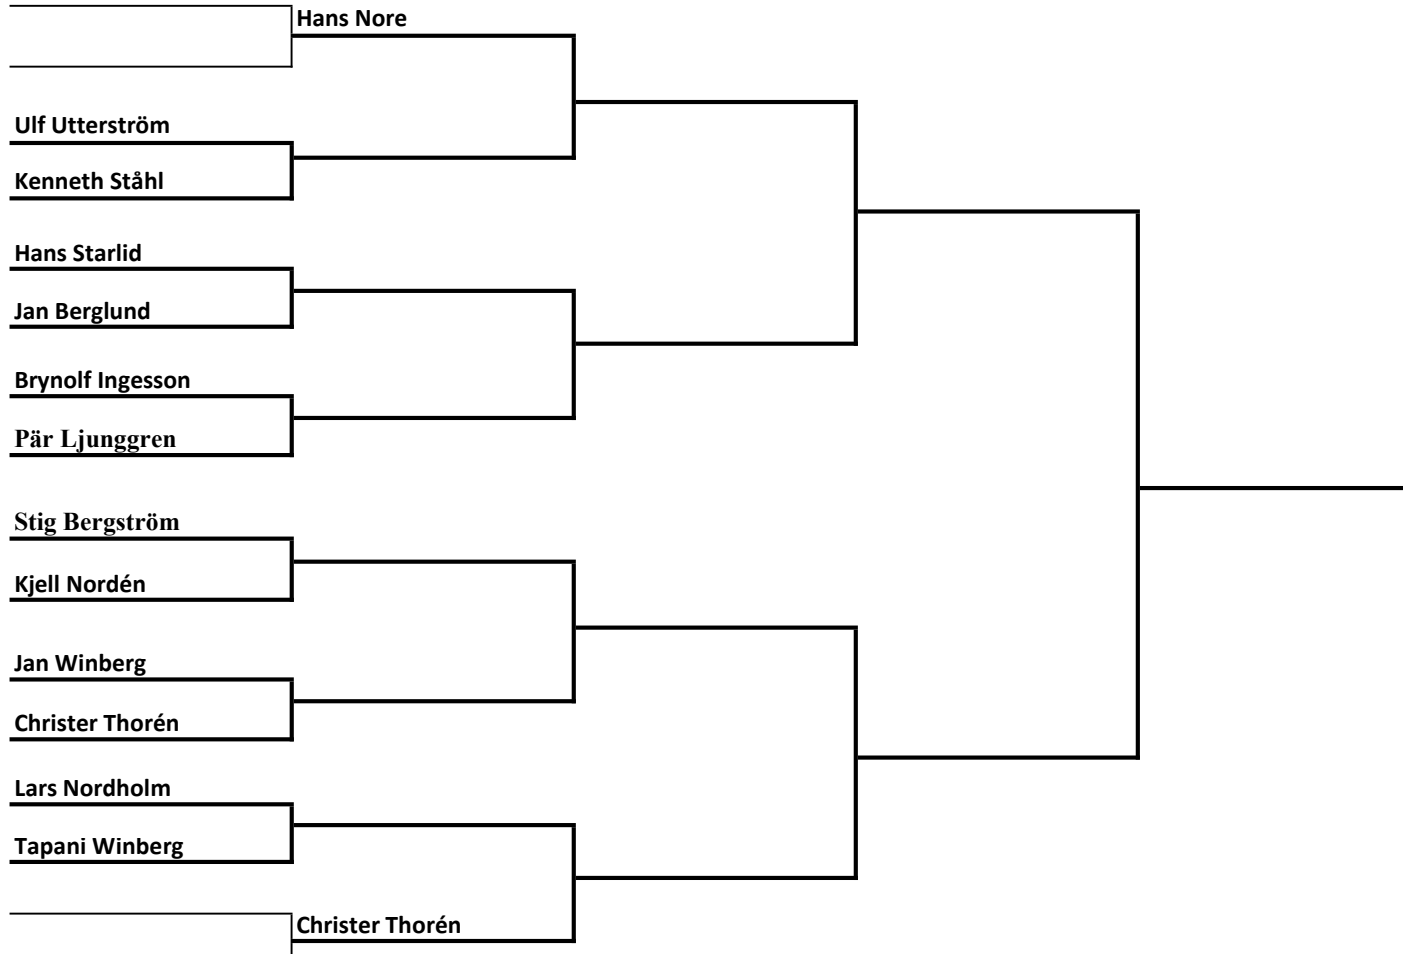 Hans Nore
Ulf Utterström
Kenneth Ståhl
Hans Starlid
Jan Berglund
Brynolf Ingesson
Pär Ljunggren
Stig Bergström
Kjell Nordén
Jan Winberg
Christer Thorén
Lars Nordholm
Tapani Winberg
Christer Thorén